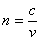 n = c/v